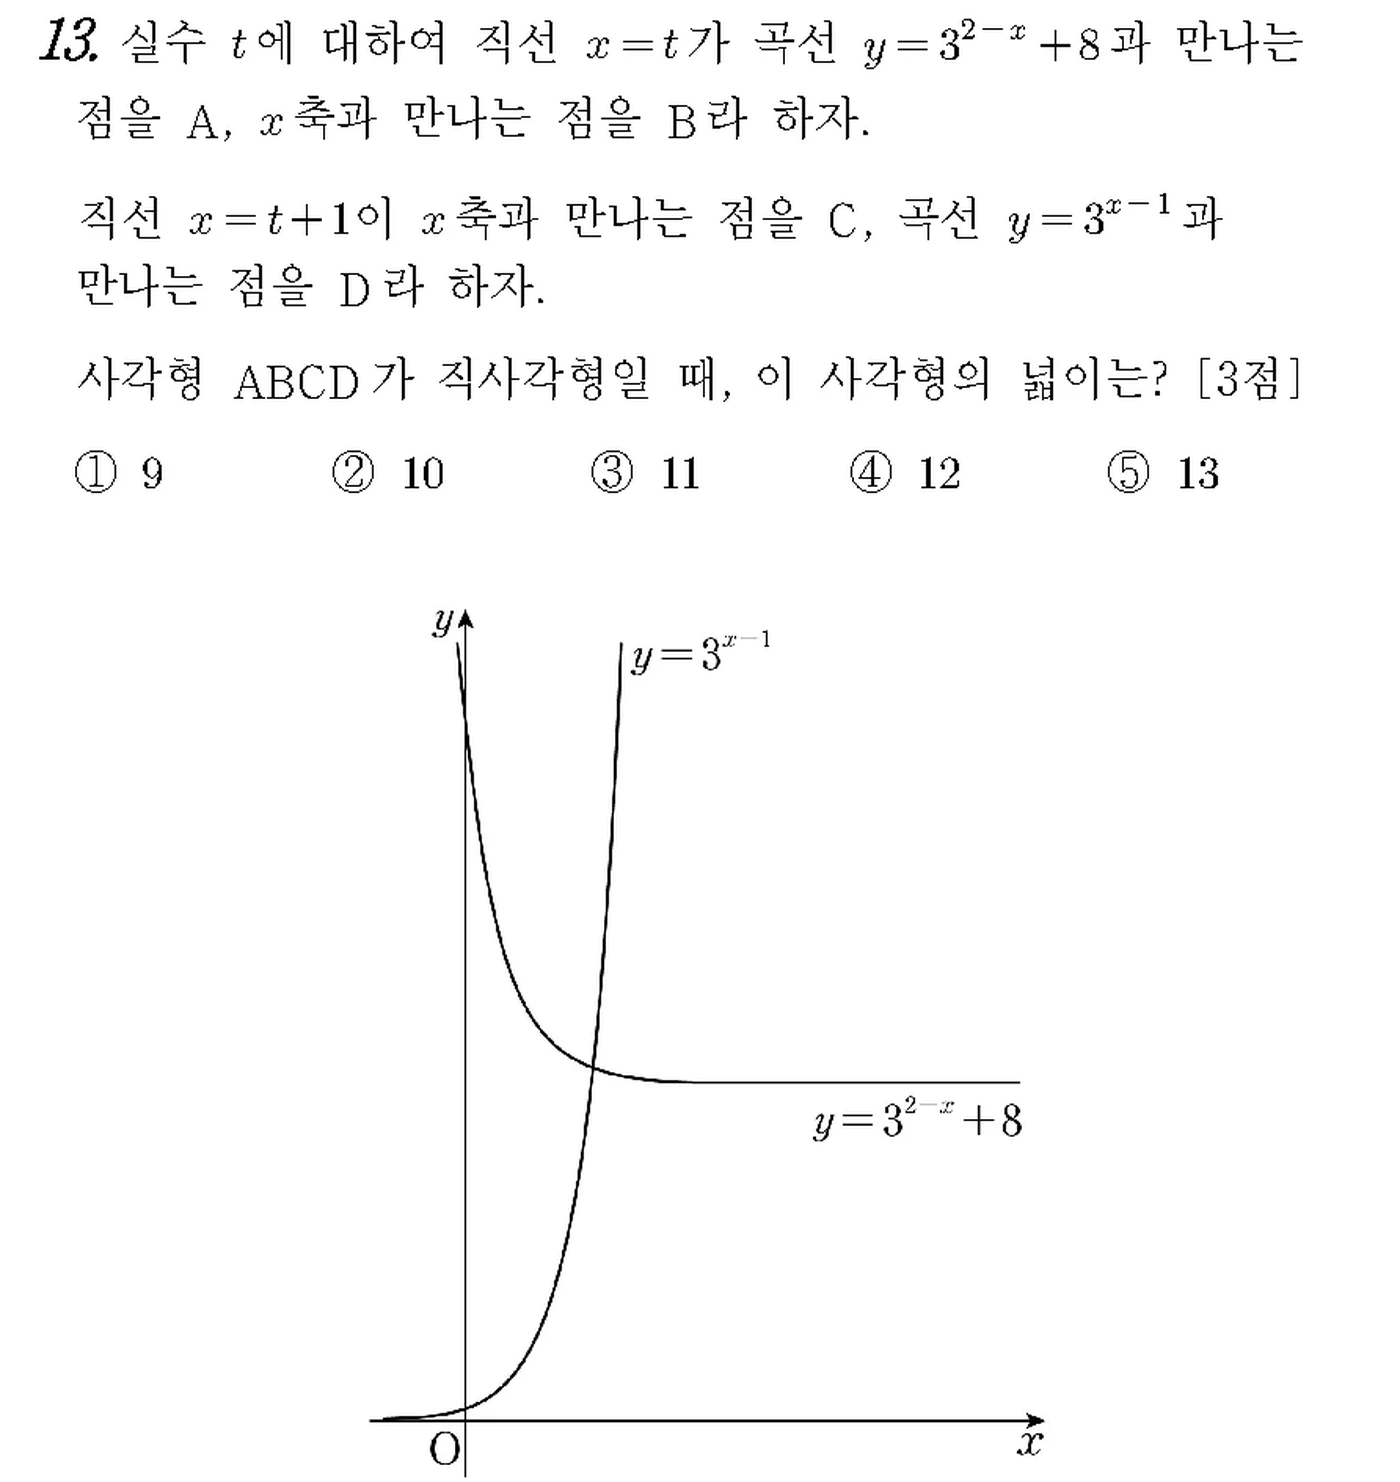 13. 실수 t에 대하여 직선 x=t가 곡선 y=3^{2-x}+8과 만나는
점을 A, x축과 만나는 점을 B라 하자.
직선 x=t+1이 x축과 만나는 점을 C, 곡선 y=3^{x-1}과
만나는 점을 D라 하자.
사각형 ABCD가 직사각형일 때, 이 사각형의 넓이는? [3점]
① 9 ② 10 ③ 11 ④ 12 ⑤ 13
y
y=3^{x-1}
y=3^{2-x}+8
O
x